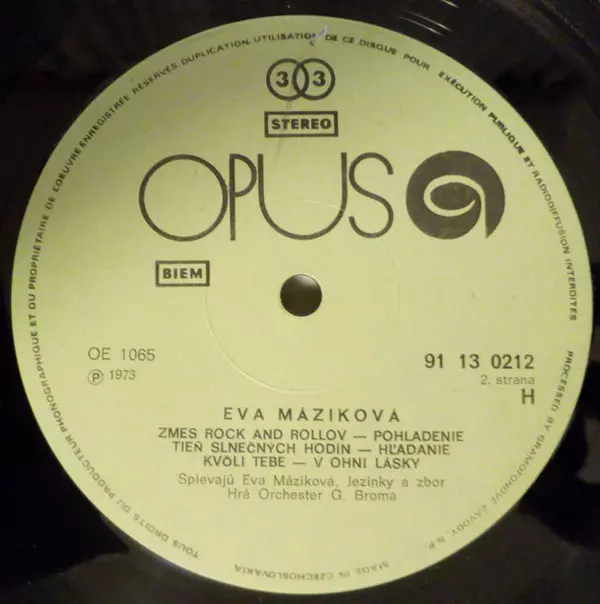 TOUS DROITS DU PRODUCTEUR PHONOGRAPHIQUE ET DU PROPRIÉTAIRE DE L'OEUVRE ENREGISTRÉE RÉSERVÉS. DUPLICATION, UTILISATION DE CE DISQUE POUR EXÉCUTION PUBLIQUE ET RADIODIFFUSION INTERDITES
33
STEREO
OPUS
BIEM
OE 1065
Ⓟ 1973
91 13 0212
2. strana
H
EVA MÁZIKOVÁ
ZMES ROCK AND ROLLOV — POHLADENIE
TIEŇ SLNEČNÝCH HODÍN — HĽADANIE
KVÔLI TEBE — V OHNI LÁSKY
Spievajú Eva Máziková, Jezinky a zbor
Hrá Orchester G. Broma
PROCESSED BY GRAMOFONOVÉ ZÁVODY, N. P.
MADE IN CZECHOSLOVAKIA